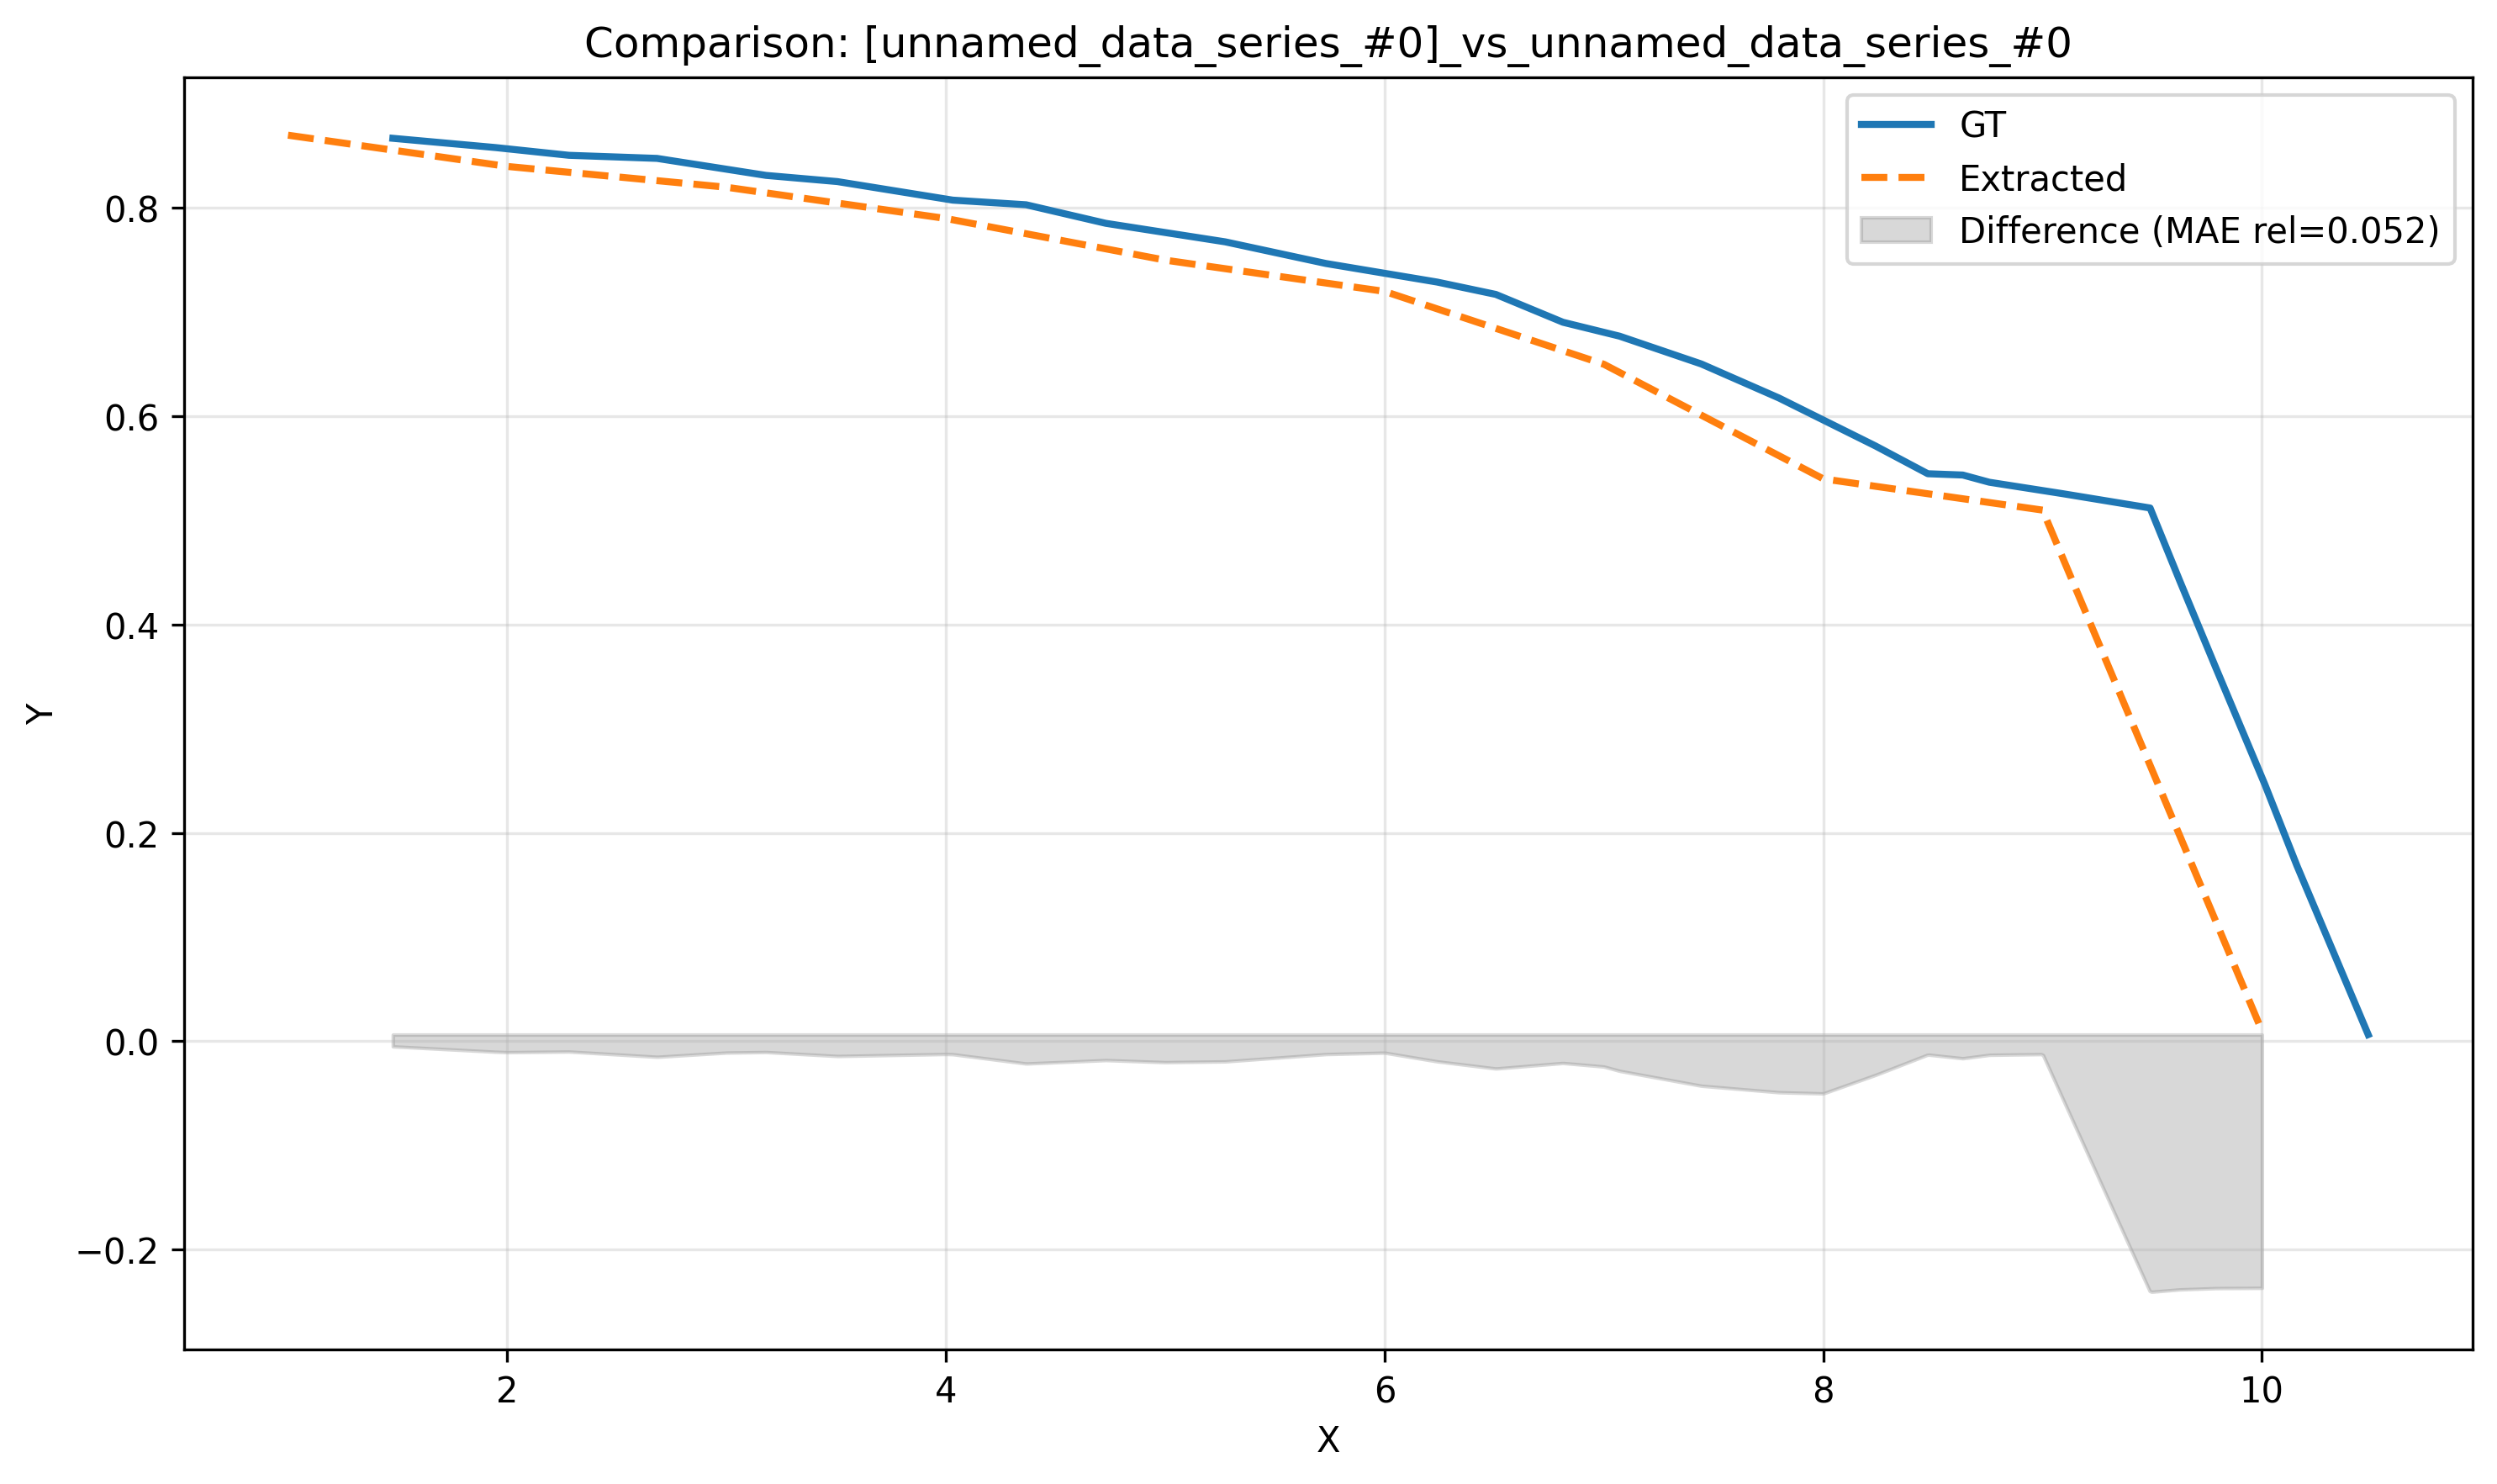 Comparison: [unnamed_data_series_#0]_vs_unnamed_data_series_#0
GT
Extracted
Difference (MAE rel=0.052)
Y
0.8
0.6
0.4
0.2
0.0
−0.2
2 4 6 8 10
X